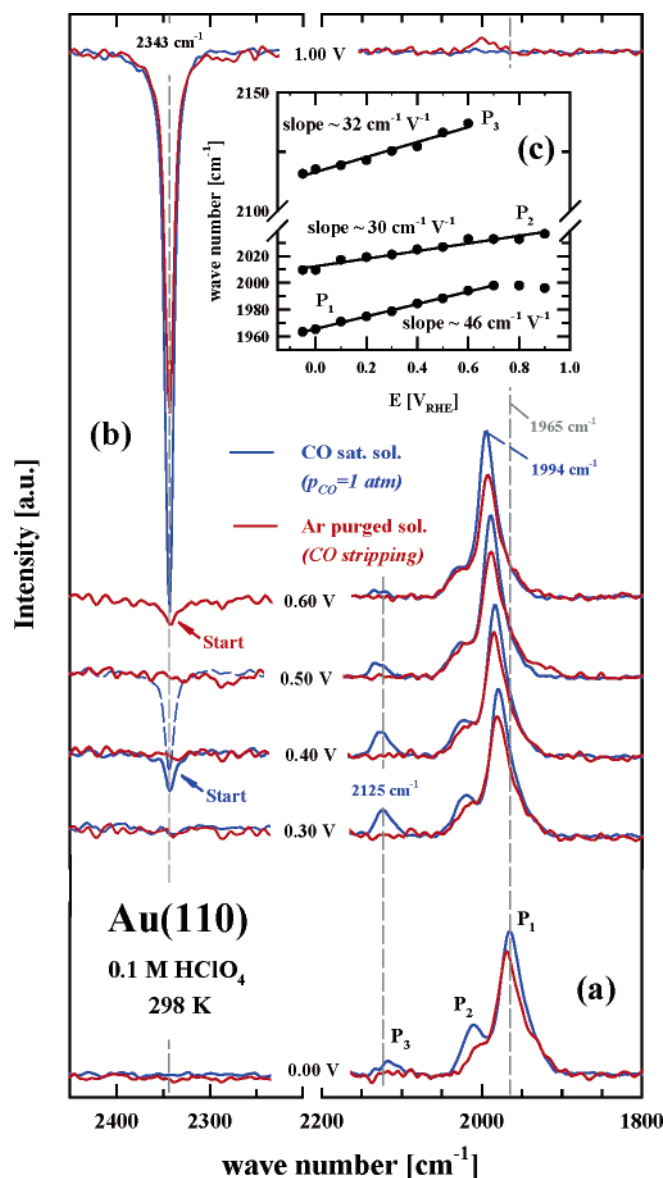 2343 cm⁻¹
1.00 V
2150
slope ~ 32 cm⁻¹ V⁻¹
P₃
(c)
2100
wave number [cm⁻¹]
slope ~ 30 cm⁻¹ V⁻¹
P₂
2020
2000
P₁
1980
slope ~ 46 cm⁻¹ V⁻¹
1960
0.0 0.2 0.4 0.6 0.8 1.0
E [V_RHE]
(b)
1965 cm⁻¹
CO sat. sol.
1994 cm⁻¹
(p_CO=1 atm)
Ar purged sol.
(CO stripping)
Intensity [a.u.]
0.60 V
Start
0.50 V
0.40 V
Start
2125 cm⁻¹
0.30 V
Au(110)
P₁
0.1 M HClO₄
(a)
298 K
P₂
P₃
0.00 V
2400 2300 2200 2000 1800
wave number [cm⁻¹]